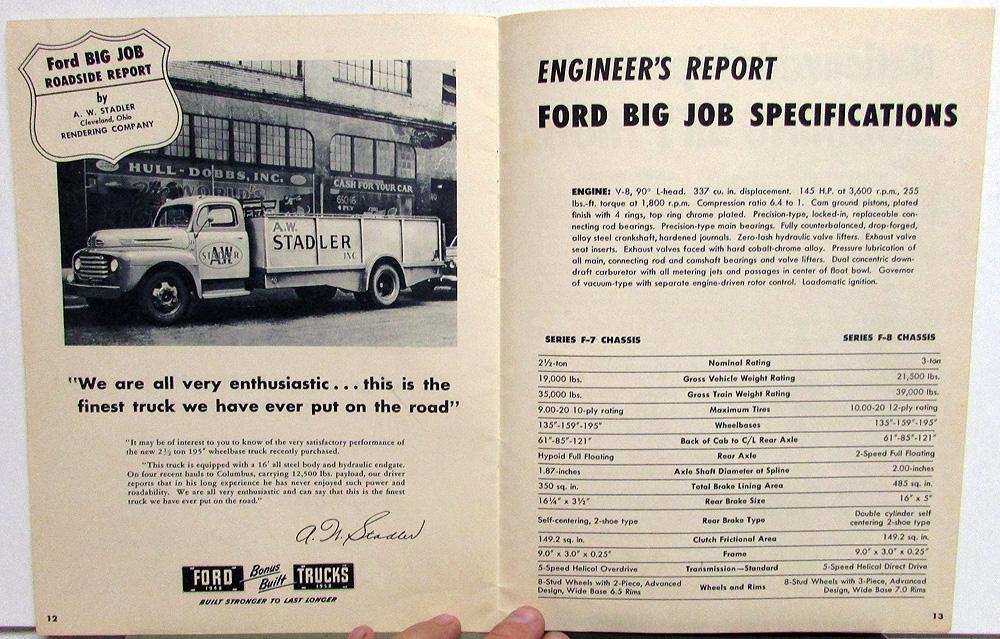 Ford BIG JOB
ROADSIDE REPORT
by
A. W. STADLER
Cleveland, Ohio
RENDERING COMPANY
HULL-DOBBS, INC.
WORLD'S
CASH FOR YOUR CAR
650-16
4 PLY
A.W.
STADLER
INC.
A.W.
"We are all very enthusiastic . . . this is the
finest truck we have ever put on the road"
"It may be of interest to you to know of the very satisfactory performance of
the new 2½ ton 195" wheelbase truck recently purchased.
"This truck is equipped with a 16' all steel body and hydraulic endgate.
On four recent hauls to Columbus, carrying 12,500 lbs. payload, our driver
reports that in his long experience he has never enjoyed such power and
roadability. We are all very enthusiastic and can say that this is the finest
truck we have ever put on the road."
A. W. Stadler
FORD Bonus Built TRUCKS
BUILT STRONGER TO LAST LONGER
12
ENGINEER'S REPORT
FORD BIG JOB SPECIFICATIONS
ENGINE: V-8, 90° L-head. 337 cu. in. displacement. 145 H.P. at 3,600 r.p.m., 255
lbs.-ft. torque at 1,800 r.p.m. Compression ratio 6.4 to 1. Cam ground pistons, plated
finish with 4 rings, top ring chrome plated. Precision-type, locked-in, replaceable con-
necting rod bearings. Precision-type main bearings. Fully counterbalanced, drop-forged,
alloy steel crankshaft, hardened journals. Zero-lash hydraulic valve lifters. Exhaust valve
seat inserts. Exhaust valves faced with hard cobalt-chrome alloy. Pressure lubrication of
all main, connecting rod and camshaft bearings and valve lifters. Dual concentric down-
draft carburetor with all metering jets and passages in center of float bowl. Governor
of vacuum-type with separate engine-driven rotor control. Loadomatic ignition.
SERIES F-7 CHASSIS SERIES F-8 CHASSIS
2½-ton Nominal Rating 3-ton
19,000 lbs. Gross Vehicle Weight Rating 21,500 lbs.
35,000 lbs. Gross Train Weight Rating 39,000 lbs.
9.00-20 10-ply rating Maximum Tires 10.00-20 12-ply rating
135"-159"-195" Wheelbases 135"-159"-195"
61"-85"-121" Back of Cab to C/L Rear Axle 61"-85"-121"
Hypoid Full Floating Rear Axle 2-Speed Full Floating
1.87-inches Axle Shaft Diameter at Spline 2.00-inches
350 sq. in. Total Brake Lining Area 485 sq. in.
16¼" x 3½" Rear Brake Size 16" x 5"
Self-centering, 2-shoe type Rear Brake Type Double cylinder self
centering 2-shoe type
149.2 sq. in. Clutch Frictional Area 149.2 sq. in.
9.0" x 3.0" x 0.25" Frame 9.0" x 3.0" x 0.25"
5-Speed Helical Overdrive Transmission—Standard 5-Speed Helical Direct Drive
8-Stud Wheels with 2-Piece, Advanced Wheels and Rims 8-Stud Wheels with 3-Piece, Advanced
Design, Wide Base 6.5 Rims Design, Wide Base 7.0 Rims
13